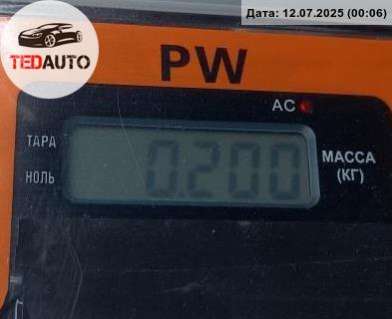 Дата: 12.07.2025 (00:06)
TEDAUTO
PW
AC
ТАРА
НОЛЬ
0.200
МАССА
(КГ)